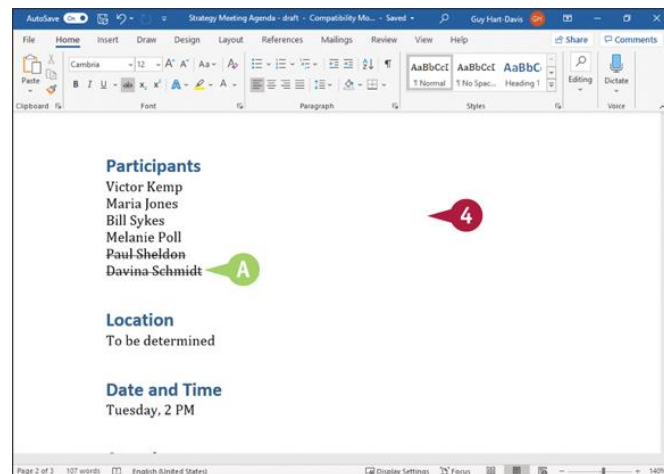 AutoSave On Strategy Meeting Agenda - draft - Compatibility Mo... - Saved Guy Hart-Davis GH
File Home Insert Draw Design Layout References Mailings Review View Help Share Comments
Cambria 12 A A Aa A AaBbCcI AaBbCcI AaBbC
Paste B I U ab x x A A ¶ Normal ¶ No Spac... Heading 1 Editing Dictate
Clipboard Font Paragraph Styles Voice
Participants
Victor Kemp
Maria Jones
4
Bill Sykes
Melanie Poll
Paul Sheldon
Davina Schmidt A
Location
To be determined
Date and Time
Tuesday, 2 PM
Page 2 of 3 107 words English (United States) Display Settings Focus 140%